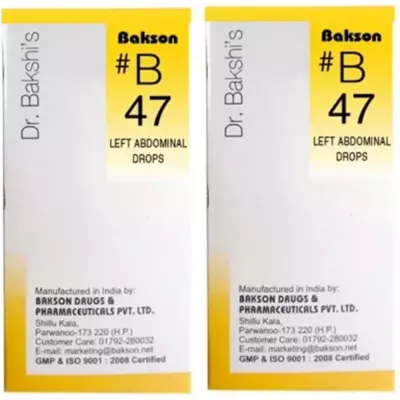 Dr. Bakshi's
Bakson
#B
47
LEFT ABDOMINAL
DROPS
Manufactured in India by:
BAKSON DRUGS &
PHARMACEUTICALS PVT. LTD.
Shillu Kala,
Parwanoo-173 220 (H.P.)
Customer Care: 01792-280032
E-mail: marketing@bakson.net
GMP & ISO 9001 : 2008 Certified
Dr. Bakshi's
Bakson
#B
47
LEFT ABDOMINAL
DROPS
Manufactured in India by:
BAKSON DRUGS &
PHARMACEUTICALS PVT. LTD.
Shillu Kala,
Parwanoo-173 220 (H.P.)
Customer Care: 01792-280032
E-mail: marketing@bakson.net
GMP & ISO 9001 : 2008 Certified